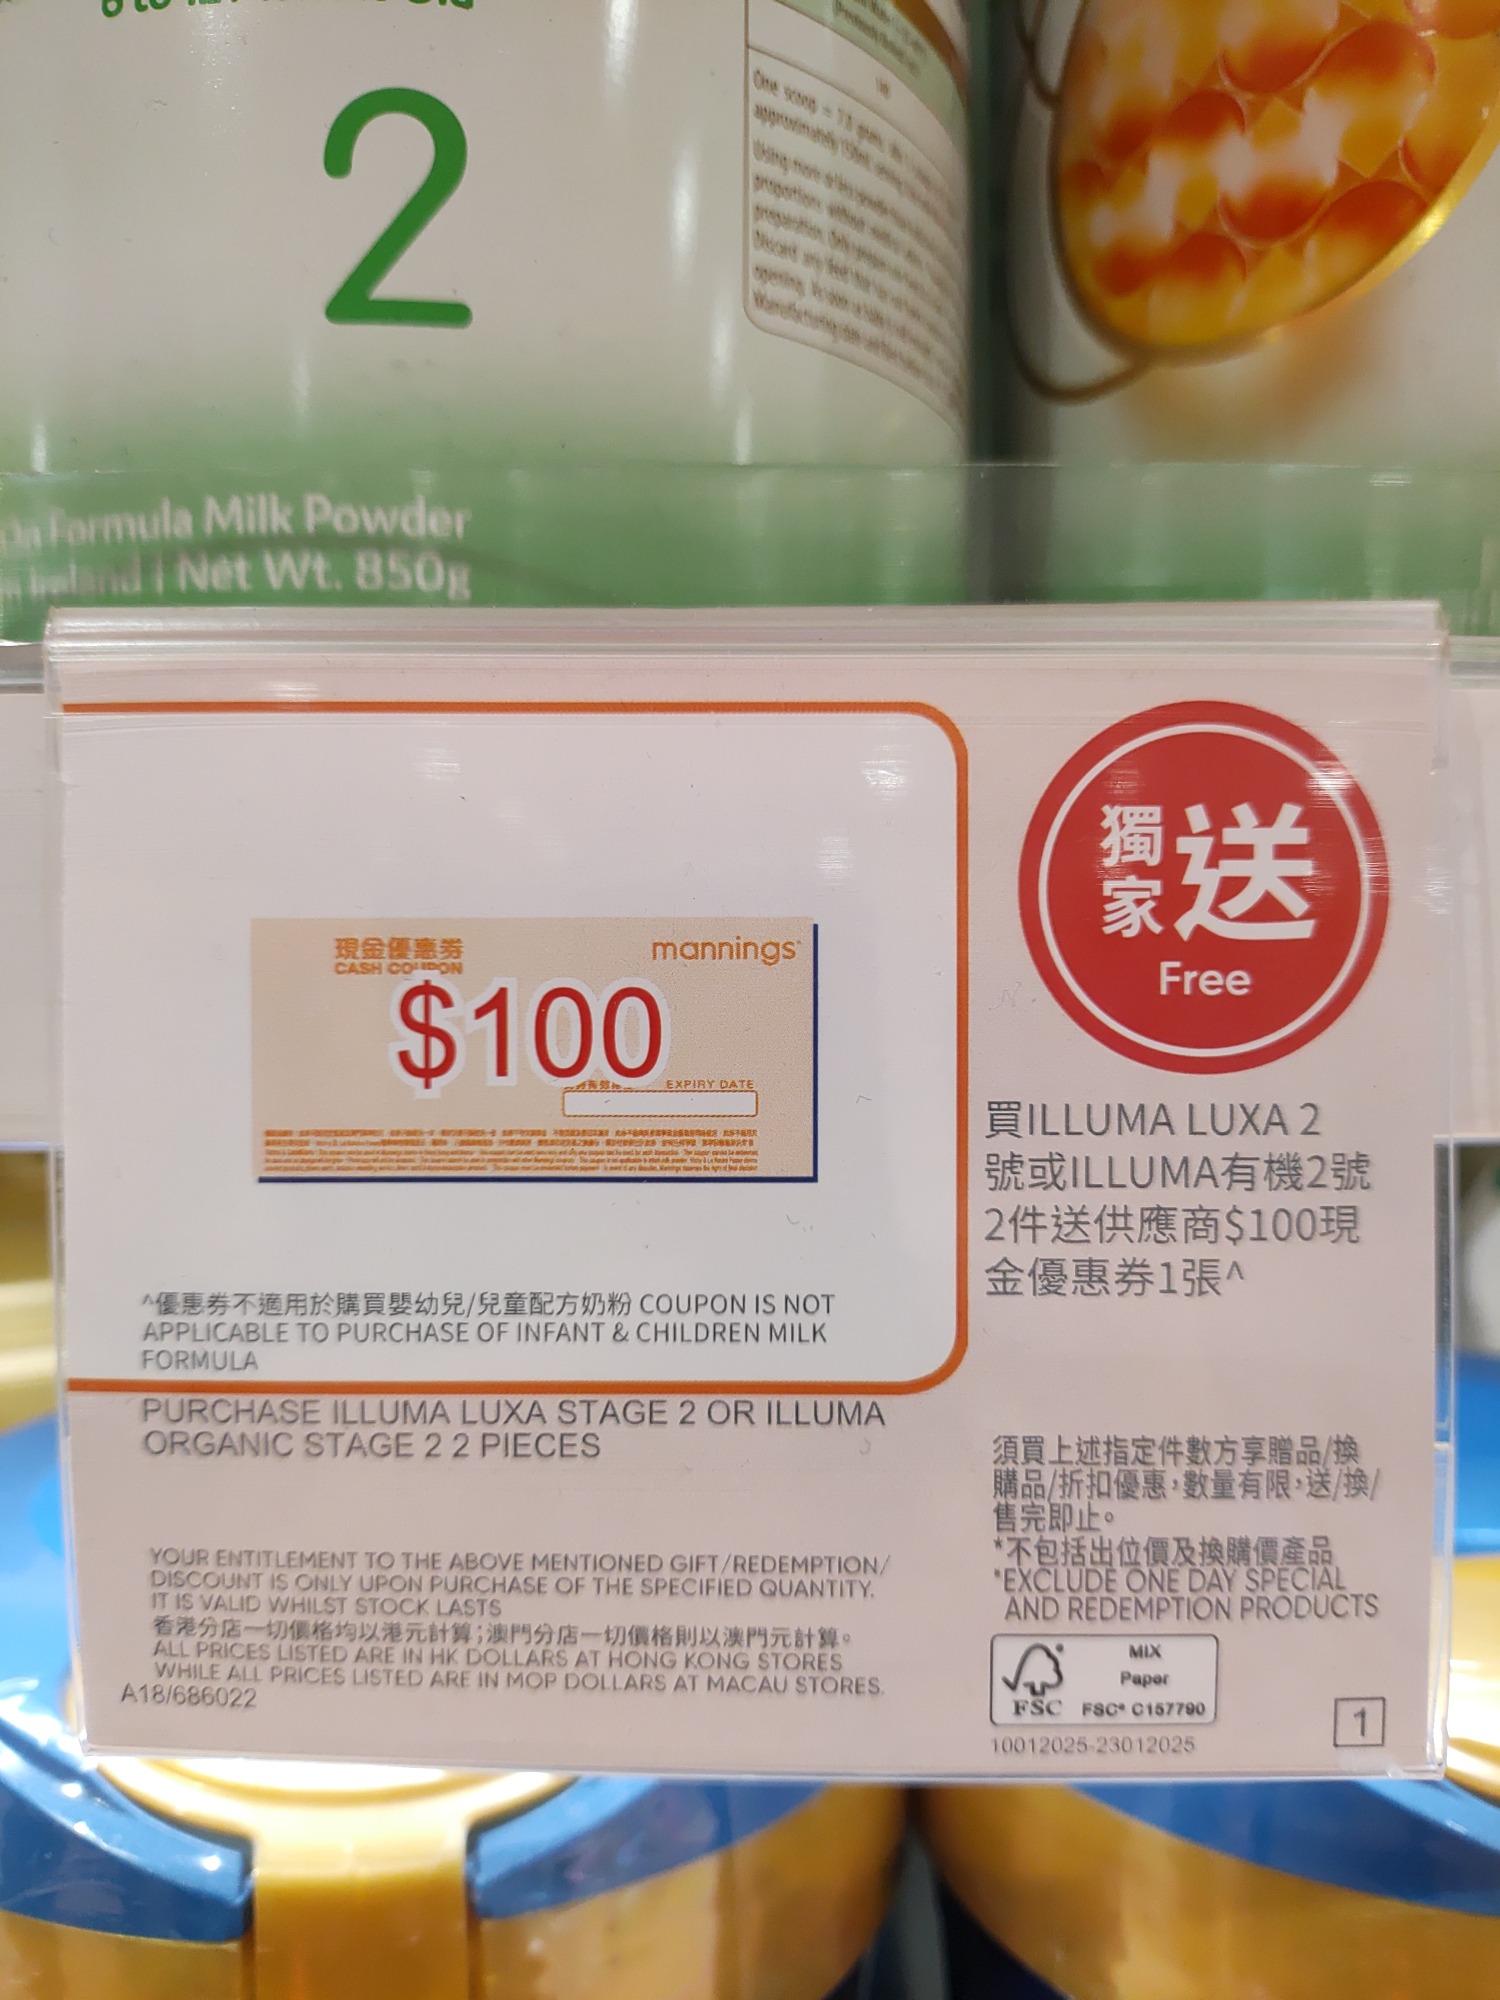 2
Formula Milk Powder
Net Wt. 850g
現金優惠券
CASH COUPON
mannings
$100
EXPIRY DATE
^優惠券不適用於購買嬰幼兒/兒童配方奶粉 COUPON IS NOT
APPLICABLE TO PURCHASE OF INFANT & CHILDREN MILK
FORMULA
PURCHASE ILLUMA LUXA STAGE 2 OR ILLUMA
ORGANIC STAGE 2 2 PIECES
YOUR ENTITLEMENT TO THE ABOVE MENTIONED GIFT/REDEMPTION/
DISCOUNT IS ONLY UPON PURCHASE OF THE SPECIFIED QUANTITY.
IT IS VALID WHILST STOCK LASTS
香港分店一切價格均以港元計算;澳門分店一切價格則以澳門元計算。
ALL PRICES LISTED ARE IN HK DOLLARS AT HONG KONG STORES
WHILE ALL PRICES LISTED ARE IN MOP DOLLARS AT MACAU STORES.
A18/686022
獨家
送
Free
買ILLUMA LUXA 2
號或ILLUMA有機2號
2件送供應商$100現
金優惠券1張^
須買上述指定件數方享贈品/換
購品/折扣優惠,數量有限,送/換/
售完即止。
*不包括出位價及換購價產品
*EXCLUDE ONE DAY SPECIAL
AND REDEMPTION PRODUCTS
MIX
Paper
FSC
FSC® C157790
10012025-23012025
1